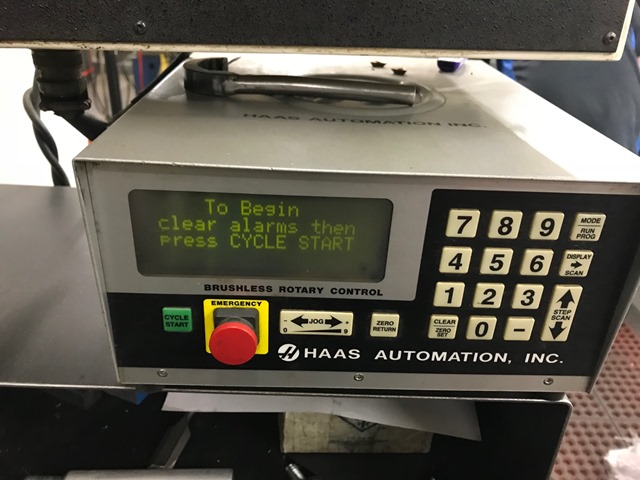 HAAS AUTOMATION INC.
To Begin
clear alarms then
press CYCLE START
BRUSHLESS ROTARY CONTROL
7 8 9 MODE
RUN
PROG
4 5 6 DISPLAY
SCAN
1 2 3 STEP
SCAN
CLEAR
ZERO
SET
0 -
CYCLE
START
EMERGENCY
- JOG +
0 9
ZERO
RETURN
HAAS AUTOMATION, INC.